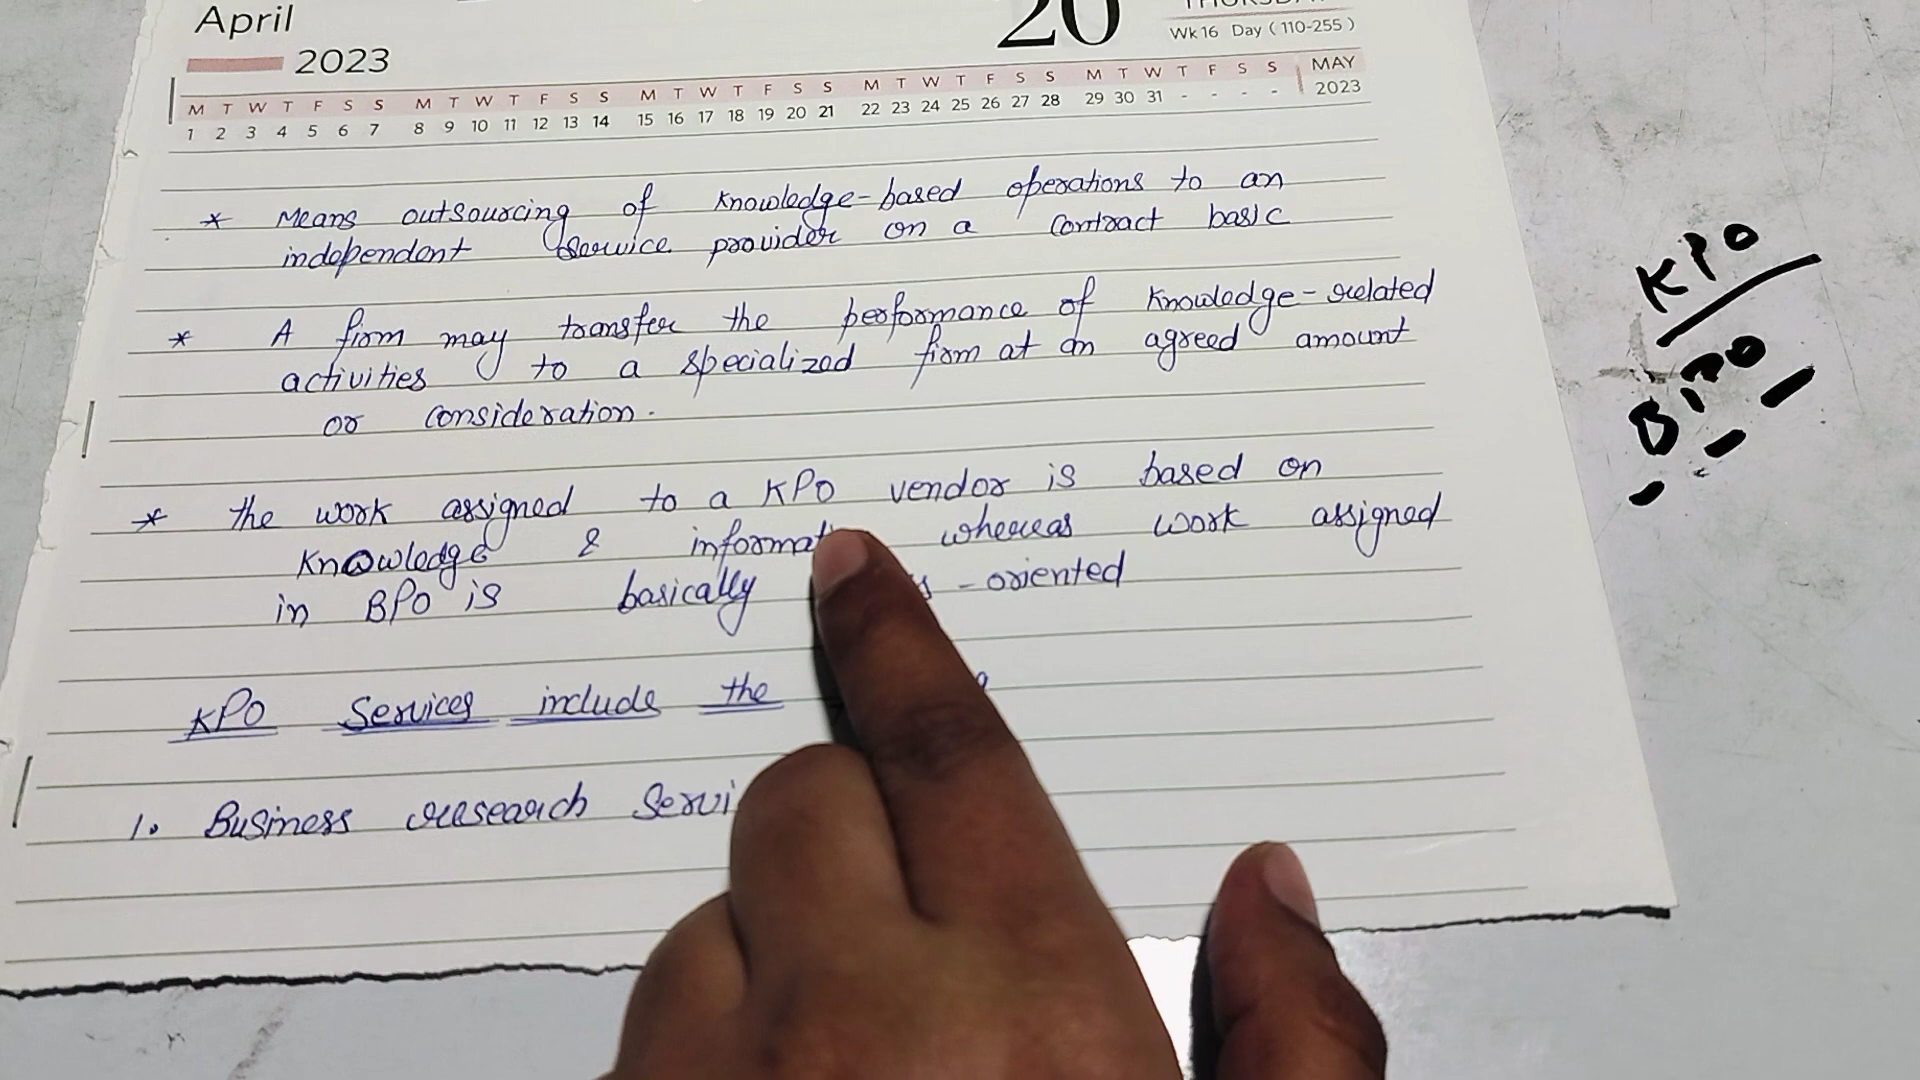 April
20
Wk 16 Day ( 110-255 )
2023
M T W T F S S M T W T F S S M T W T F S S M T W T F S S M T W T F S S MAY
1 2 3 4 5 6 7 8 9 10 11 12 13 14 15 16 17 18 19 20 21 22 23 24 25 26 27 28 29 30 31 - - - - 2023
* Means outsourcing of knowledge-based operations to an
independent service provider on a contract basic
* A firm may transfer the performance of knowledge-related
activities to a specialized firm at an agreed amount
or consideration.
* the work assigned to a KPO vendor is based on
Knowledge & whereas work assigned
in BPO is basically -oriented
KPO Services include the
1. Business research
KPO
BPO